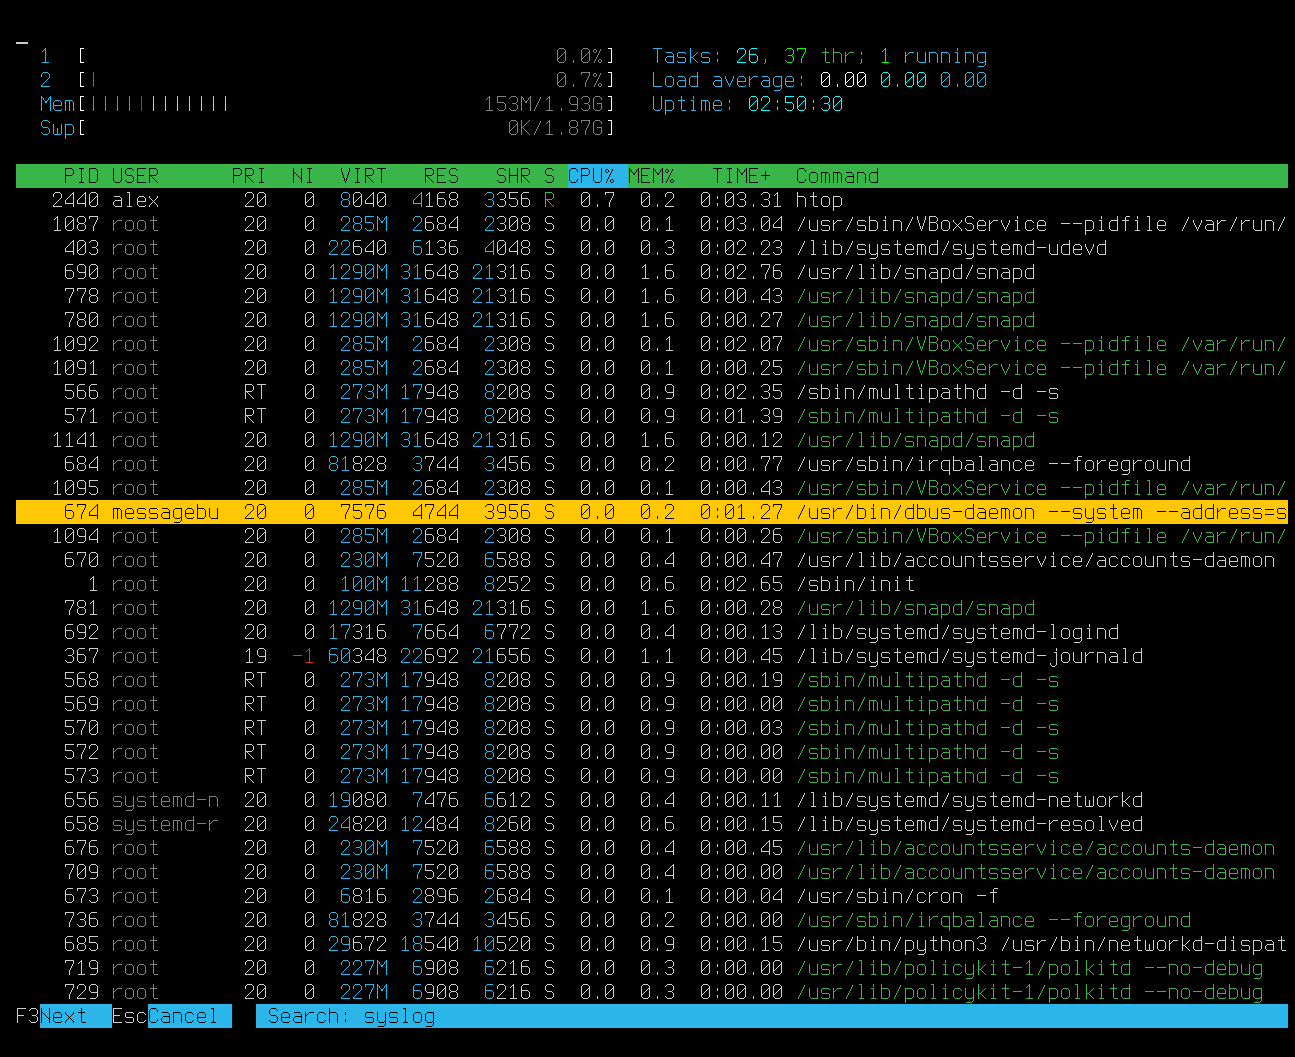 1 [ 0.0%] Tasks: 26, 37 thr; 1 running
2 [| 0.7%] Load average: 0.00 0.00 0.00
Mem[|||||||||||| 153M/1.93G] Uptime: 02:50:30
Swp[ 0K/1.87G]
PID USER PRI NI VIRT RES SHR S CPU% MEM% TIME+ Command
2440 alex 20 0 8040 4168 3356 R 0.7 0.2 0:03.31 htop
1087 root 20 0 285M 2684 2308 S 0.0 0.1 0:03.04 /usr/sbin/VBoxService --pidfile /var/run/
403 root 20 0 22640 6136 4048 S 0.0 0.3 0:02.23 /lib/systemd/systemd-udevd
690 root 20 0 1290M 31648 21316 S 0.0 1.6 0:02.76 /usr/lib/snapd/snapd
778 root 20 0 1290M 31648 21316 S 0.0 1.6 0:00.43 /usr/lib/snapd/snapd
780 root 20 0 1290M 31648 21316 S 0.0 1.6 0:00.27 /usr/lib/snapd/snapd
1092 root 20 0 285M 2684 2308 S 0.0 0.1 0:02.07 /usr/sbin/VBoxService --pidfile /var/run/
1091 root 20 0 285M 2684 2308 S 0.0 0.1 0:00.25 /usr/sbin/VBoxService --pidfile /var/run/
566 root RT 0 273M 17948 8208 S 0.0 0.9 0:02.35 /sbin/multipathd -d -s
571 root RT 0 273M 17948 8208 S 0.0 0.9 0:01.39 /sbin/multipathd -d -s
1141 root 20 0 1290M 31648 21316 S 0.0 1.6 0:00.12 /usr/lib/snapd/snapd
684 root 20 0 81828 3744 3456 S 0.0 0.2 0:00.77 /usr/sbin/irqbalance --foreground
1095 root 20 0 285M 2684 2308 S 0.0 0.1 0:00.43 /usr/sbin/VBoxService --pidfile /var/run/
674 messagebu 20 0 7576 4744 3956 S 0.0 0.2 0:01.27 /usr/bin/dbus-daemon --system --address=s
1094 root 20 0 285M 2684 2308 S 0.0 0.1 0:00.26 /usr/sbin/VBoxService --pidfile /var/run/
670 root 20 0 230M 7520 6588 S 0.0 0.4 0:00.47 /usr/lib/accountsservice/accounts-daemon
1 root 20 0 100M 11288 8252 S 0.0 0.6 0:02.65 /sbin/init
781 root 20 0 1290M 31648 21316 S 0.0 1.6 0:00.28 /usr/lib/snapd/snapd
692 root 20 0 17316 7664 6772 S 0.0 0.4 0:00.13 /lib/systemd/systemd-logind
367 root 19 -1 60348 22692 21656 S 0.0 1.1 0:00.45 /lib/systemd/systemd-journald
568 root RT 0 273M 17948 8208 S 0.0 0.9 0:00.19 /sbin/multipathd -d -s
569 root RT 0 273M 17948 8208 S 0.0 0.9 0:00.00 /sbin/multipathd -d -s
570 root RT 0 273M 17948 8208 S 0.0 0.9 0:00.03 /sbin/multipathd -d -s
572 root RT 0 273M 17948 8208 S 0.0 0.9 0:00.00 /sbin/multipathd -d -s
573 root RT 0 273M 17948 8208 S 0.0 0.9 0:00.00 /sbin/multipathd -d -s
656 systemd-n 20 0 19080 7476 6612 S 0.0 0.4 0:00.11 /lib/systemd/systemd-networkd
658 systemd-r 20 0 24820 12484 8260 S 0.0 0.6 0:00.15 /lib/systemd/systemd-resolved
676 root 20 0 230M 7520 6588 S 0.0 0.4 0:00.45 /usr/lib/accountsservice/accounts-daemon
709 root 20 0 230M 7520 6588 S 0.0 0.4 0:00.00 /usr/lib/accountsservice/accounts-daemon
673 root 20 0 6816 2896 2684 S 0.0 0.1 0:00.04 /usr/sbin/cron -f
736 root 20 0 81828 3744 3456 S 0.0 0.2 0:00.00 /usr/sbin/irqbalance --foreground
685 root 20 0 29672 18540 10520 S 0.0 0.9 0:00.15 /usr/bin/python3 /usr/bin/networkd-dispat
719 root 20 0 227M 6908 6216 S 0.0 0.3 0:00.00 /usr/lib/policykit-1/polkitd --no-debug
729 root 20 0 227M 6908 6216 S 0.0 0.3 0:00.00 /usr/lib/policykit-1/polkitd --no-debug
F3Next EscCancel Search: syslog